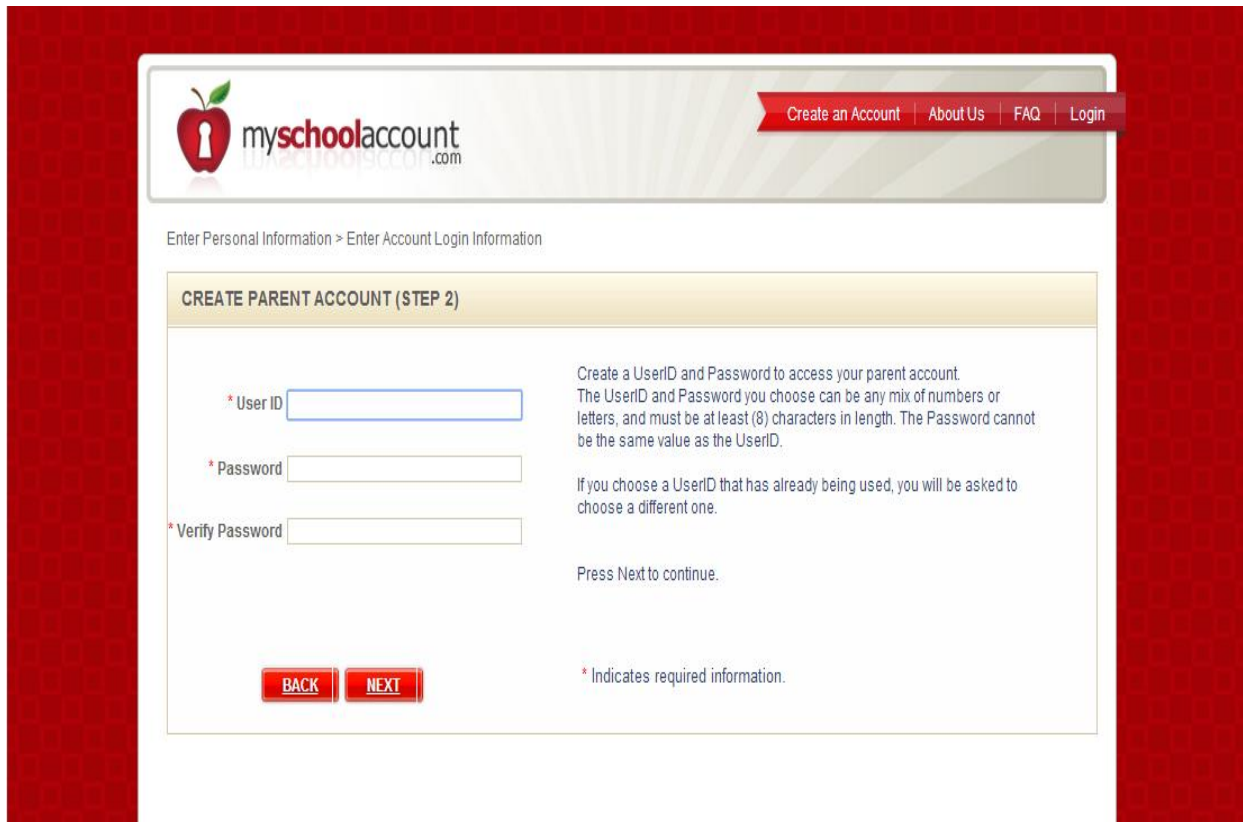 myschoolaccount
.com
Create an Account | About Us | FAQ | Login
Enter Personal Information > Enter Account Login Information
CREATE PARENT ACCOUNT (STEP 2)
* User ID
* Password
* Verify Password
Create a UserID and Password to access your parent account.
The UserID and Password you choose can be any mix of numbers or
letters, and must be at least (8) characters in length. The Password cannot
be the same value as the UserID.
If you choose a UserID that has already being used, you will be asked to
choose a different one.
Press Next to continue.
BACK NEXT
* Indicates required information.